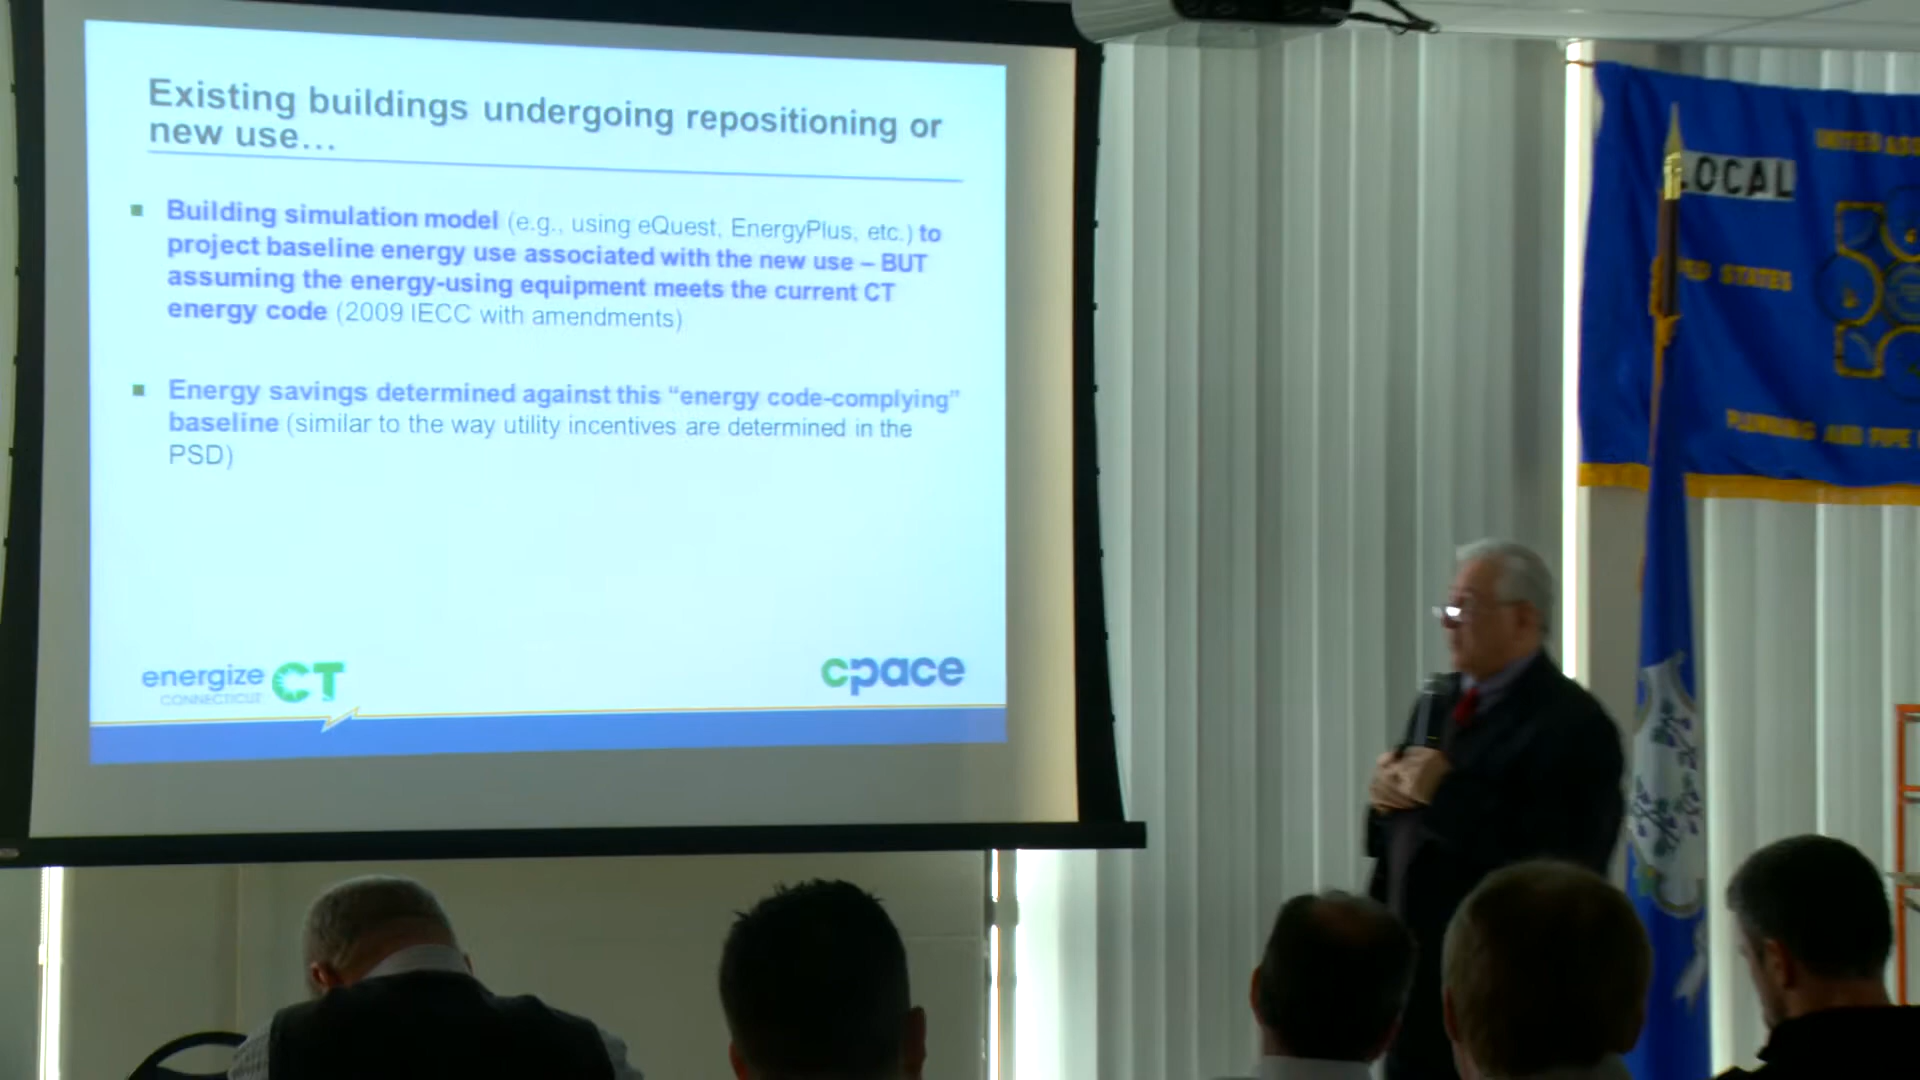 Existing buildings undergoing repositioning or
new use...
Building simulation model (e.g., using eQuest, EnergyPlus, etc.) to
project baseline energy use associated with the new use – BUT
assuming the energy-using equipment meets the current CT
energy code (2009 IECC with amendments)
Energy savings determined against this “energy code-complying”
baseline (similar to the way utility incentives are determined in the
PSD)
energize CT
CONNECTICUT
cpace
UNITED
LOCAL
STATES
AND PIPE